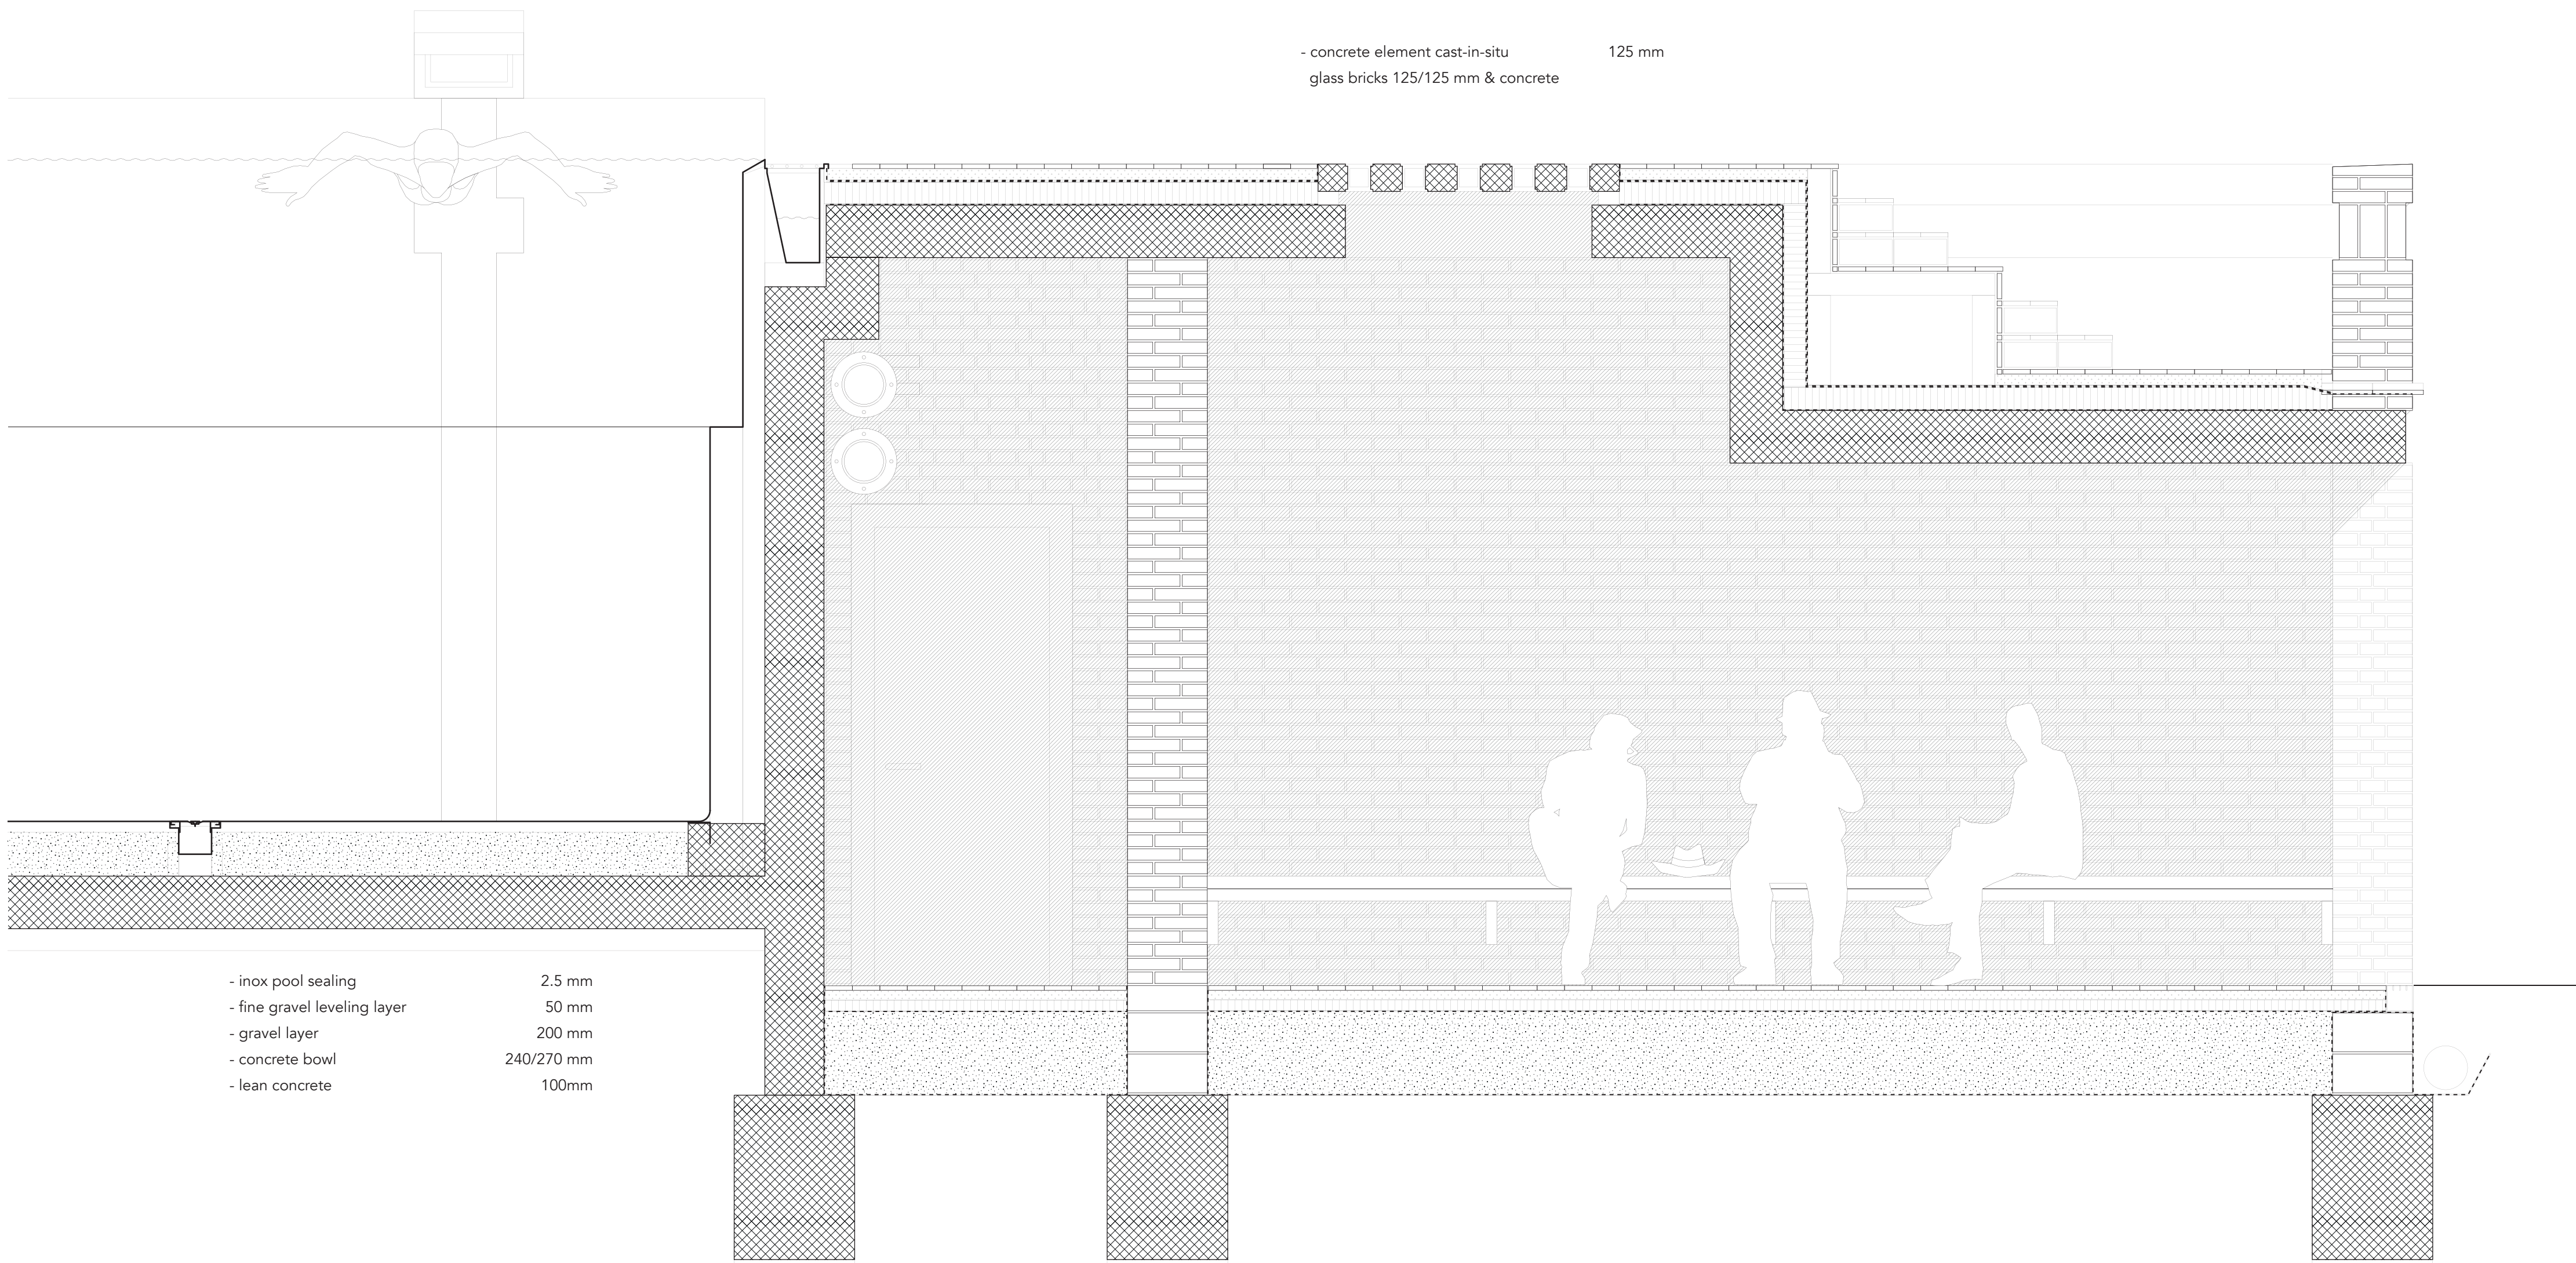 - concrete element cast-in-situ 125 mm
glass bricks 125/125 mm & concrete
- inox pool sealing 2.5 mm
- fine gravel leveling layer 50 mm
- gravel layer 200 mm
- concrete bowl 240/270 mm
- lean concrete 100mm